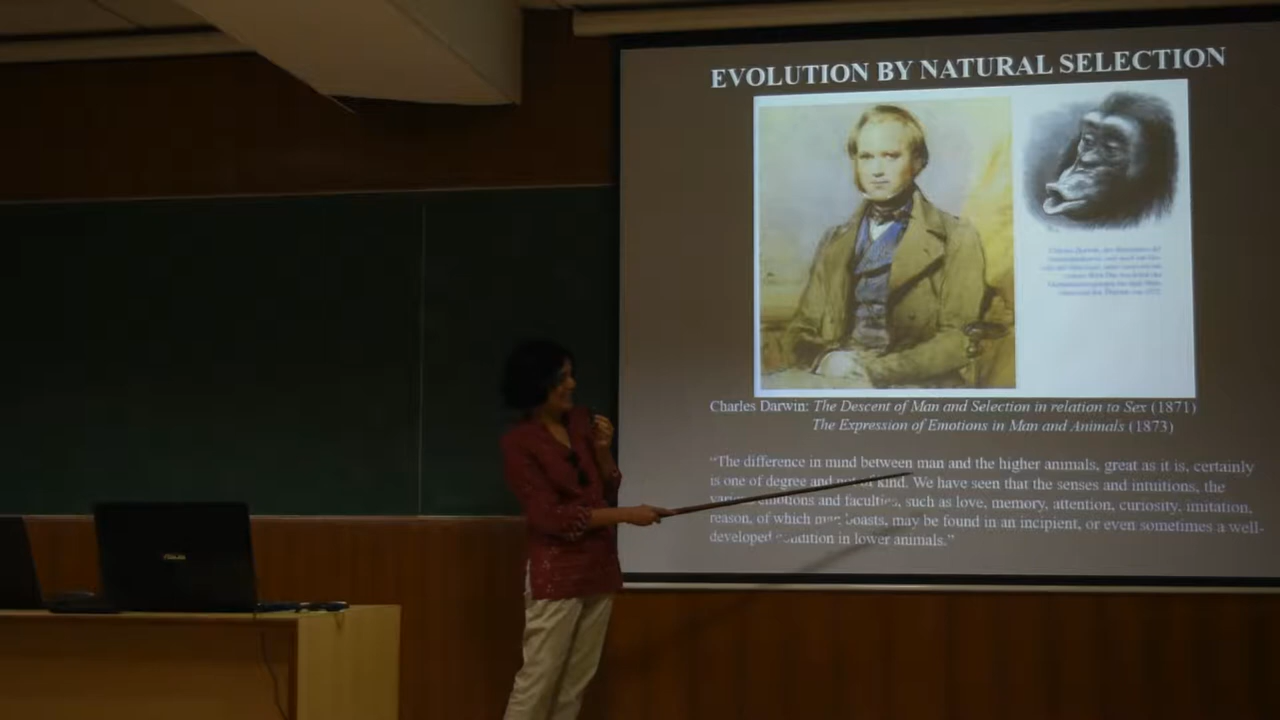 EVOLUTION BY NATURAL SELECTION
Charles Darwin: The Descent of Man and Selection in relation to Sex (1871)
The Expression of Emotions in Man and Animals (1873)
“The difference in mind between man and the higher animals, great as it is, certainly
is one of degree and not of kind. We have seen that the senses and intuitions, the
various emotions and faculties, such as love, memory, attention, curiosity, imitation,
reason, of which man boasts, may be found in an incipient, or even sometimes a well-
developed condition in lower animals.”
ASUS